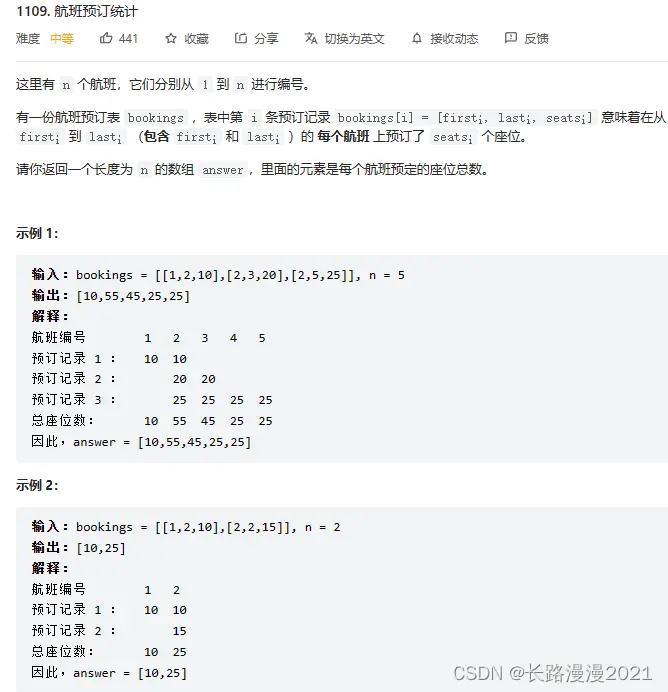 1109. 航班预订统计
难度 中等 441 收藏 分享 切换为英文 接收动态 反馈
这里有 n 个航班，它们分别从 1 到 n 进行编号。
有一份航班预订表 bookings ，表中第 i 条预订记录 bookings[i] = [firsti, lasti, seatsi] 意味着在从
firsti 到 lasti （包含 firsti 和 lasti ）的 每个航班 上预订了 seatsi 个座位。
请你返回一个长度为 n 的数组 answer，里面的元素是每个航班预定的座位总数。
示例 1：
输入：bookings = [[1,2,10],[2,3,20],[2,5,25]], n = 5
输出：[10,55,45,25,25]
解释：
航班编号 1 2 3 4 5
预订记录 1 ： 10 10
预订记录 2 ： 20 20
预订记录 3 ： 25 25 25 25
总座位数： 10 55 45 25 25
因此，answer = [10,55,45,25,25]
示例 2：
输入：bookings = [[1,2,10],[2,2,15]], n = 2
输出：[10,25]
解释：
航班编号 1 2
预订记录 1 ： 10 10
预订记录 2 ： 15
总座位数： 10 25
因此，answer = [10,25]
CSDN @长路漫漫2021